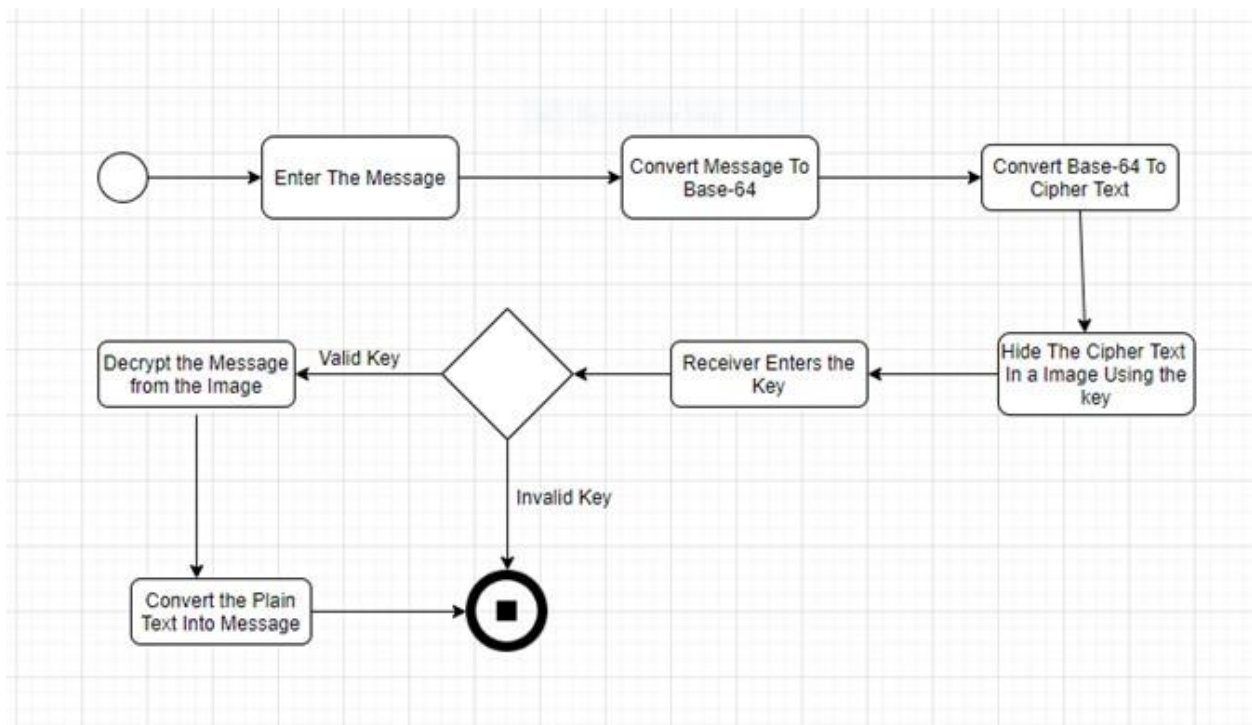 Enter The Message
Convert Message To
Base-64
Convert Base-64 To
Cipher Text
Hide The Cipher Text
In a Image Using the
key
Receiver Enters the
Key
Valid Key
Decrypt the Message
from the Image
Invalid Key
Convert the Plain
Text Into Message